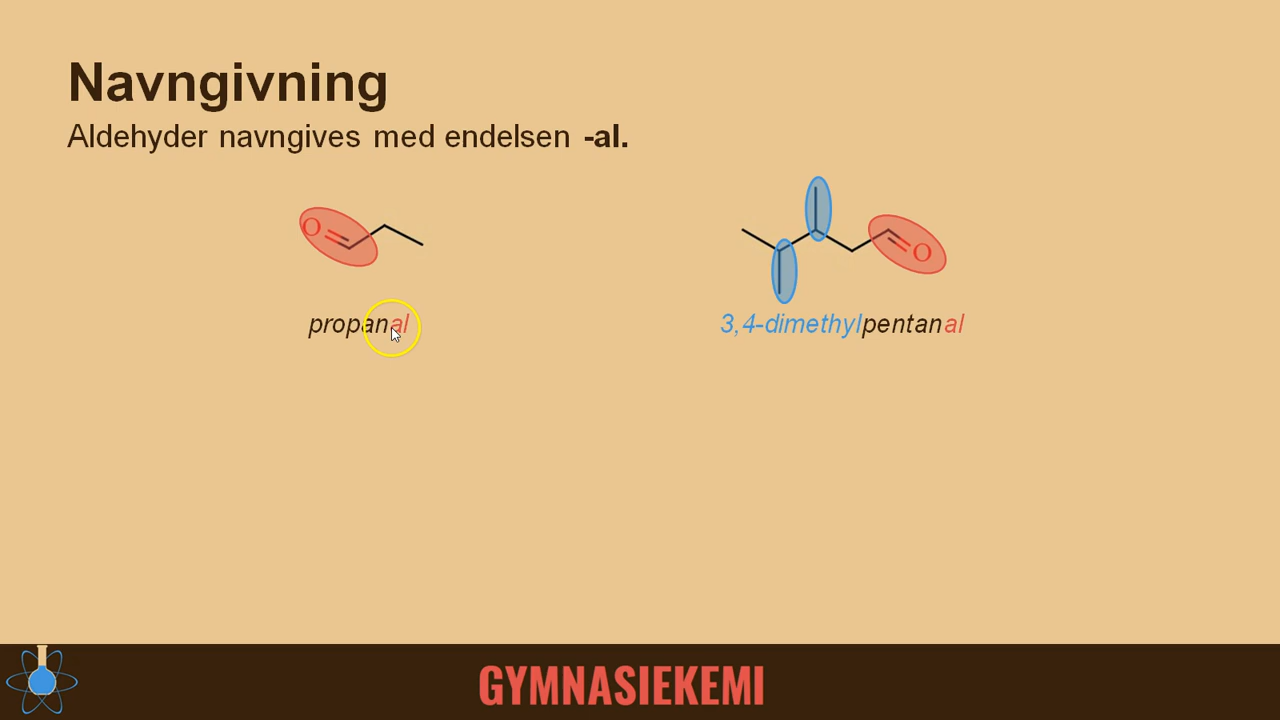 Navngivning
Aldehyder navngives med endelsen -al.
O
O
propanal
3,4-dimethylpentanal
GYMNASIEKEMI